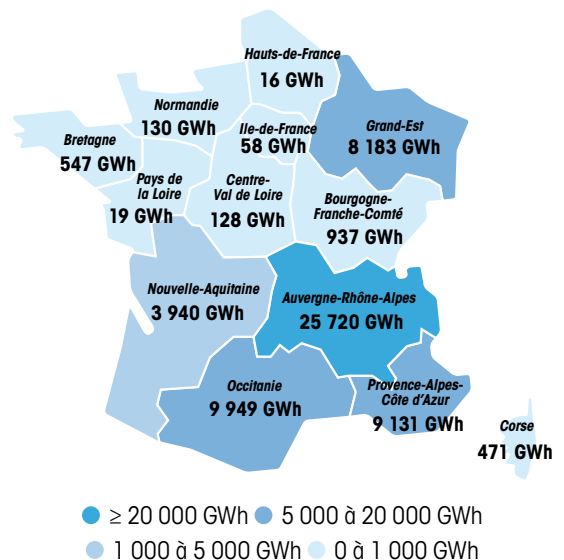 Hauts-de-France
16 GWh
Normandie
130 GWh
Ile-de-France
58 GWh
Grand-Est
8 183 GWh
Bretagne
547 GWh
Pays de
la Loire
19 GWh
Centre-
Val de Loire
128 GWh
Bourgogne-
Franche-Comté
937 GWh
Nouvelle-Aquitaine
3 940 GWh
Auvergne-Rhône-Alpes
25 720 GWh
Occitanie
9 949 GWh
Provence-Alpes-
Côte d'Azur
9 131 GWh
Corse
471 GWh
≥ 20 000 GWh 5 000 à 20 000 GWh
1 000 à 5 000 GWh 0 à 1 000 GWh